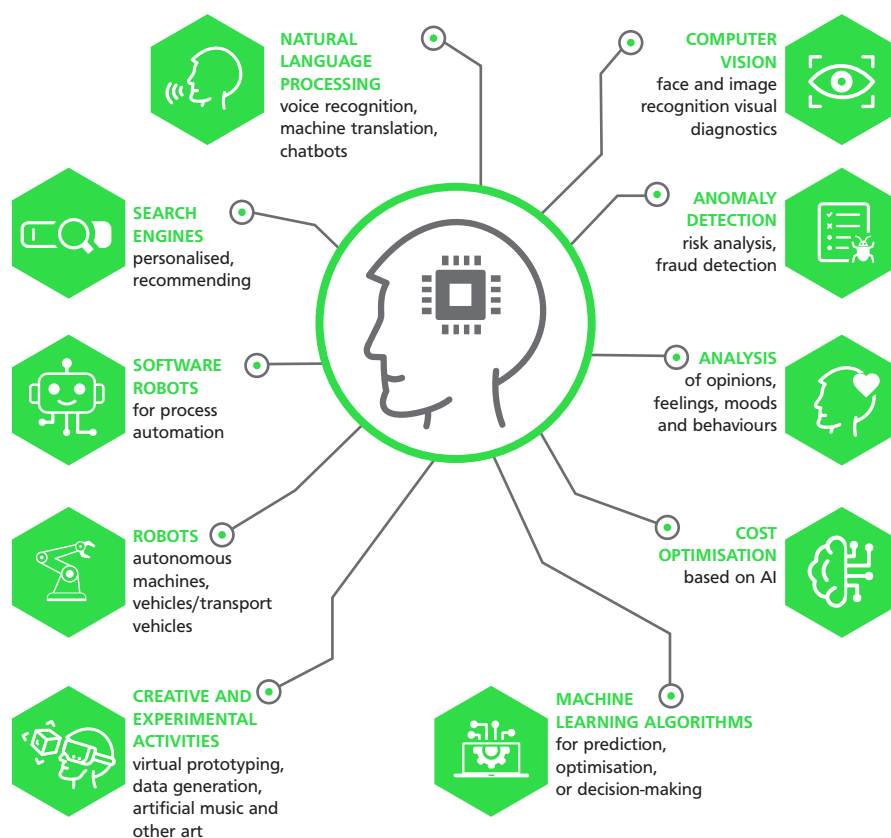 NATURAL
LANGUAGE
PROCESSING
voice recognition,
machine translation,
chatbots
COMPUTER
VISION
face and image
recognition visual
diagnostics
SEARCH
ENGINES
personalised,
recommending
ANOMALY
DETECTION
risk analysis,
fraud detection
SOFTWARE
ROBOTS
for process
automation
ANALYSIS
of opinions,
feelings, moods
and behaviours
ROBOTS
autonomous
machines,
vehicles/transport
vehicles
COST
OPTIMISATION
based on AI
CREATIVE AND
EXPERIMENTAL
ACTIVITIES
virtual prototyping,
data generation,
artificial music and
other art
MACHINE
LEARNING ALGORITHMS
for prediction,
optimisation,
or decision-making